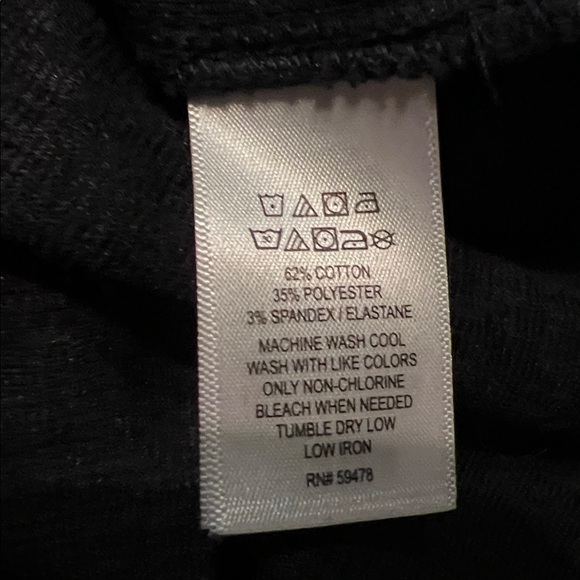 62% COTTON
35% POLYESTER
3% SPANDEX / ELASTANE
MACHINE WASH COOL
WASH WITH LIKE COLORS
ONLY NON-CHLORINE
BLEACH WHEN NEEDED
TUMBLE DRY LOW
LOW IRON
RN# 59478